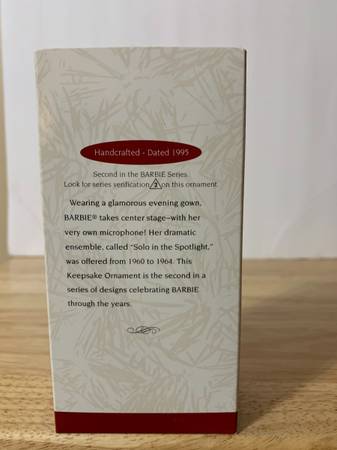 Handcrafted - Dated 1995
Second in the BARBIE Series.
Look for series verification 2 on this ornament
Wearing a glamorous evening gown,
BARBIE® takes center stage—with her
very own microphone! Her dramatic
ensemble, called "Solo in the Spotlight,"
was offered from 1960 to 1964. This
Keepsake Ornament is the second in a
series of designs celebrating BARBIE
through the years.